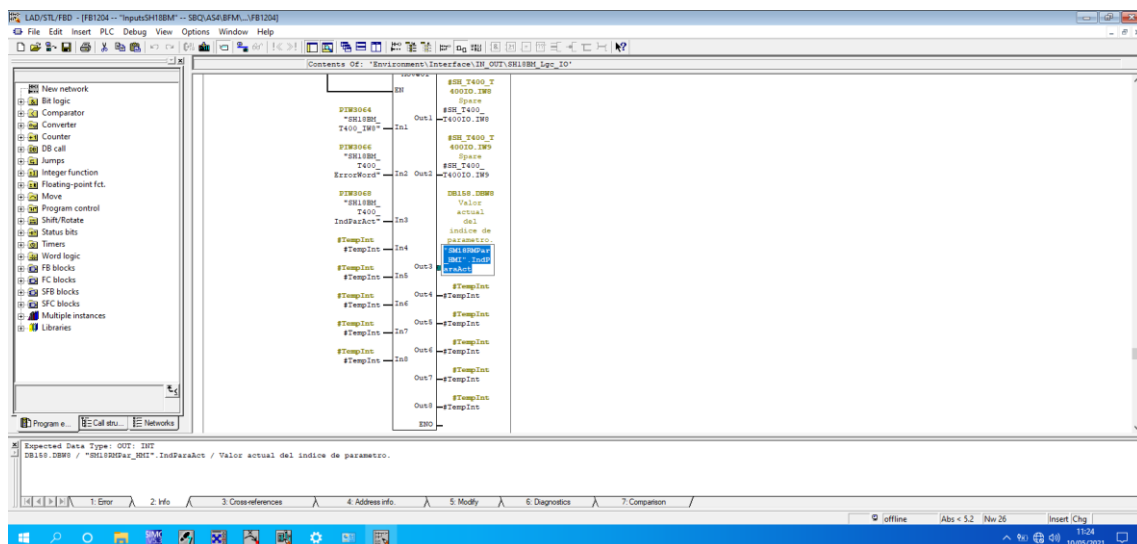 LAD/STL/FBD - [FB1204 -- "InputsSH18BM" -- SBQ\AS4\BFM\...\FB1204]
File Edit Insert PLC Debug View Options Window Help
Contents Of: 'Environment\Interface\IN_OUT\SH18BM_Lgc_IO'
New network
Bit logic
Comparator
Converter
Counter
DB call
Jumps
Integer function
Floating-point fct.
Move
Program control
Shift/Rotate
Status bits
Timers
Word logic
FB blocks
FC blocks
SFB blocks
SFC blocks
Multiple instances
Libraries
Program e...
Call stru...
Networks
EN
PIW3064
"SH18BM_
T400_IW8"
In1
PIW3066
"SH18BM_
T400_
ErrorWord"
In2
PIW3068
"SH18BM_
T400_
IndParAct"
In3
#TempInt
#TempInt
In4
#TempInt
#TempInt
In5
#TempInt
#TempInt
In6
#TempInt
#TempInt
In7
#TempInt
#TempInt
In8
#SH_T400_T
400IO.IW8
Spare
#SH_T400_
T400IO.IW8
Out1
#SH_T400_T
400IO.IW9
Spare
#SH_T400_
T400IO.IW9
Out2
DB158.DBW8
Valor
actual
del
indice de
parametro.
"SM18RMPar
_HMI".IndP
araAct
Out3
#TempInt
Out4
#TempInt
#TempInt
Out5
#TempInt
#TempInt
Out6
#TempInt
#TempInt
Out7
#TempInt
#TempInt
Out8
#TempInt
ENO
Expected Data Type: OUT: INT
DB158.DBW8 / "SM18RMPar_HMI".IndParaAct / Valor actual del indice de parametro.
1: Error
2: Info
3: Cross-references
4: Address info.
5: Modify
6: Diagnostics
7: Comparison
offline
Abs < 5.2
Nw 26
Insert
Chg
11:24
10/05/2021